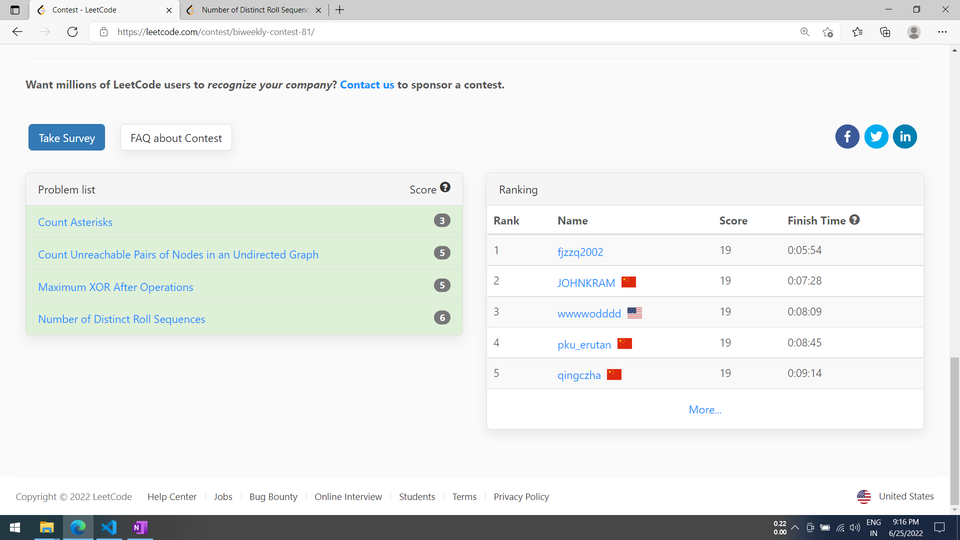 Contest - LeetCode
Number of Distinct Roll Sequenc
https://leetcode.com/contest/biweekly-contest-81/
Want millions of LeetCode users to recognize your company? Contact us to sponsor a contest.
Take Survey
FAQ about Contest
Problem list Score
Count Asterisks 3
Count Unreachable Pairs of Nodes in an Undirected Graph 5
Maximum XOR After Operations 5
Number of Distinct Roll Sequences 6
Ranking
Rank Name Score Finish Time
1 fjzzq2002 19 0:05:54
2 JOHNKRAM 19 0:07:28
3 wwwwodddd 19 0:08:09
4 pku_erutan 19 0:08:45
5 qingczha 19 0:09:14
More...
Copyright © 2022 LeetCode Help Center Jobs Bug Bounty Online Interview Students Terms Privacy Policy United States
0.22
0.00
ENG
IN
9:16 PM
6/25/2022